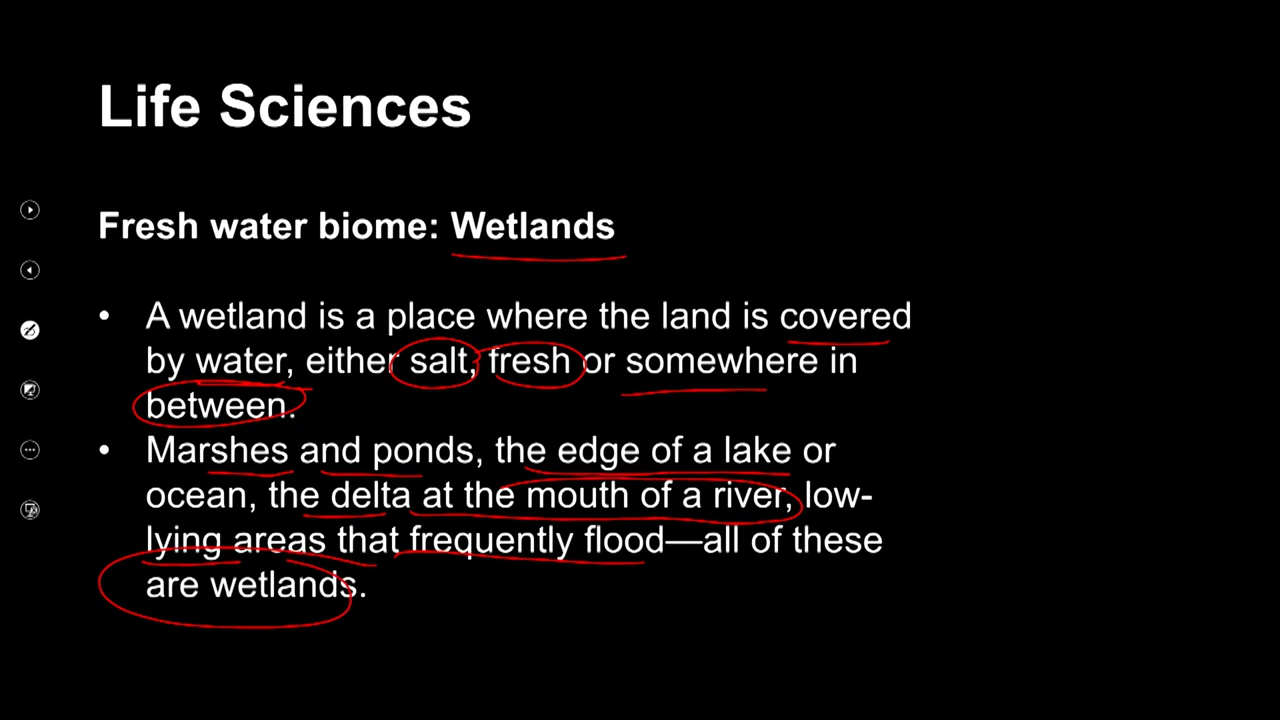 Life Sciences
Fresh water biome: Wetlands
• A wetland is a place where the land is covered
by water, either salt, fresh or somewhere in
between.
• Marshes and ponds, the edge of a lake or
ocean, the delta at the mouth of a river, low-
lying areas that frequently flood—all of these
are wetlands.